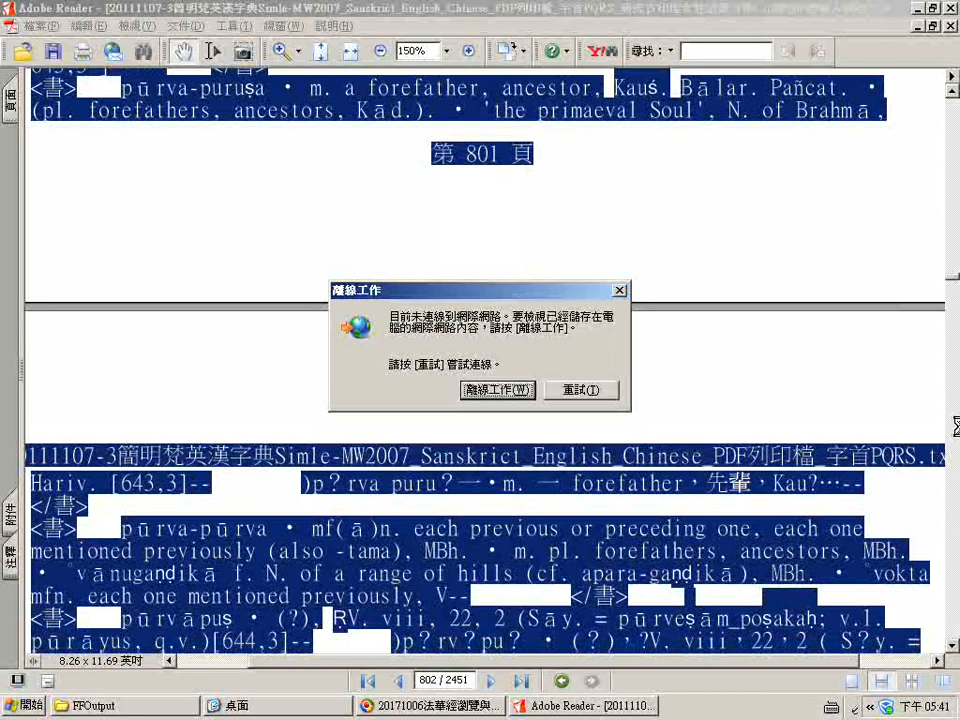 Adobe Reader - [20111107-3簡明梵英漢字典Simle-MW2007_Sanskrit_English_Chinese_PDF列印檔_字首PQRS
檔案(F) 編輯(E) 檢視(V) 文件(D) 工具(T) 視窗(W) 說明(H)
150% 尋找：
頁面
<書> pūrva-puruṣa ‧ m. a forefather, ancestor, Kauś. Bālar. Pañcat. ‧
(pl. forefathers, ancestors, Kād.). ‧ 'the primaeval Soul', N. of Brahmā,
第 801 頁
離線工作
目前未連線到網際網路。要檢視已經儲存在電
腦的網際網路內容，請按 [離線工作]。
請按 [重試] 嘗試連線。
離線工作(W) 重試(T)
111107-3簡明梵英漢字典Simle-MW2007_Sanskrit_English_Chinese_PDF列印檔_字首PQRS.tx
Hariv. [643,3]-- )p？rva puru？一‧m. 一 forefather，先輩，Kau?…--
</書>
<書> pūrva-pūrva ‧ mf(ā)n. each previous or preceding one, each one
mentioned previously (also -tama), MBh. ‧ m. pl. forefathers, ancestors, MBh.
‧ °vānugaṇḍikā f. N. of a range of hills (cf. apara-gaṇḍikā), MBh. ‧ °vokta
mfn. each one mentioned previously, V-- </書>
<書> pūrvapuṣ ‧ (?), ṚV. viii, 22, 2 (Sāy. = pūrveṣām_poṣakaḥ; v.l.
pūrāyus, q.v.)[644,3]-- )p？rv？pu？ ‧ (？)，?V. viii，22，2 ( S？y. =
附件
注釋
8.26 x 11.69 英吋
802 / 2451
開始 FFOutput 桌面 20171006法華經瀏覽與... Adobe Reader - [2011110... 下午 05:41